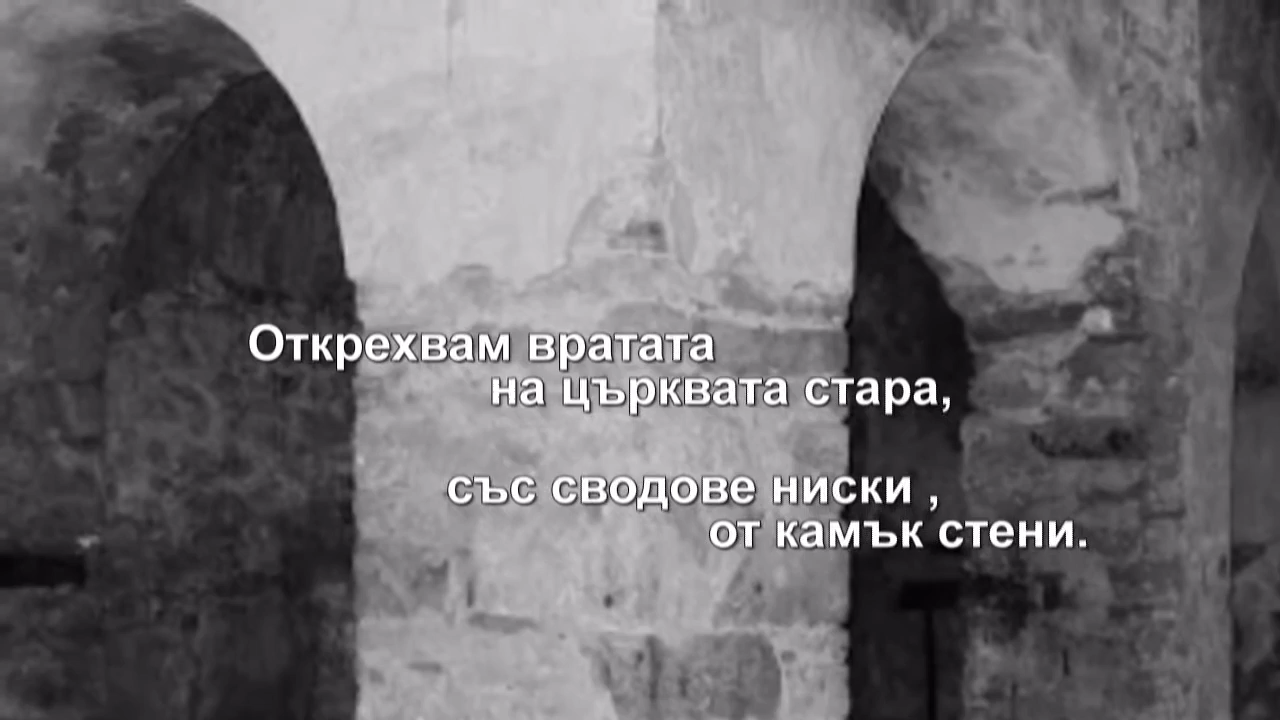 Открехвам вратата
на църквата стара,
със сводове ниски ,
от камък стени.